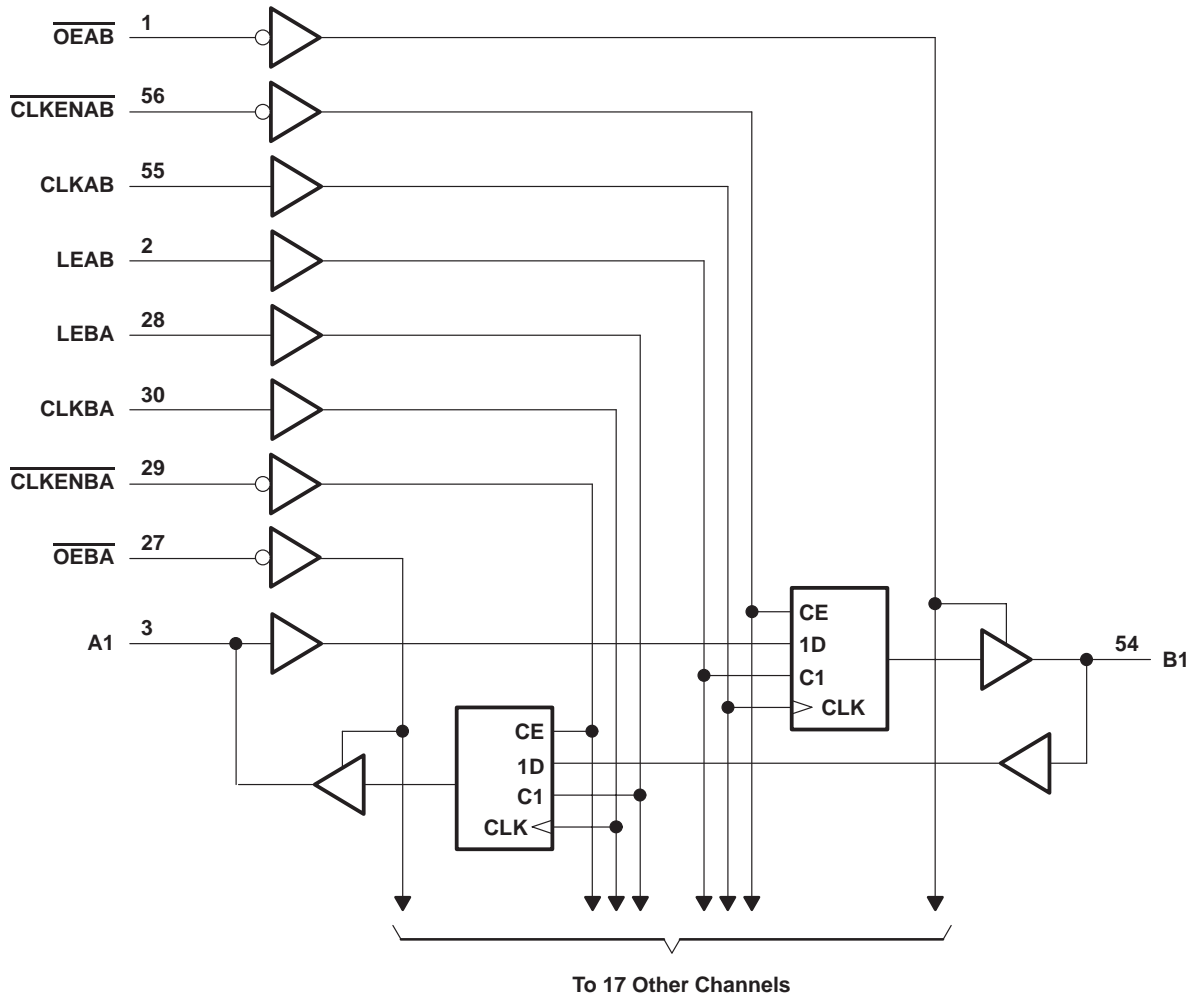 OEAB 1
CLKENAB 56
CLKAB 55
LEAB 2
LEBA 28
CLKBA 30
CLKENBA 29
OEBA 27
A1 3
CE
1D
C1
CLK
54 B1
CE
1D
C1
CLK
To 17 Other Channels